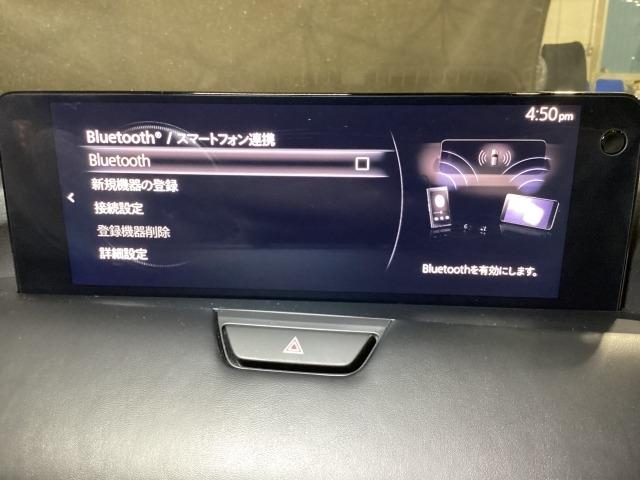 4:50pm
Bluetooth® / スマートフォン連携
Bluetooth
新規機器の登録
接続設定
登録機器削除
詳細設定
Bluetoothを有効にします。